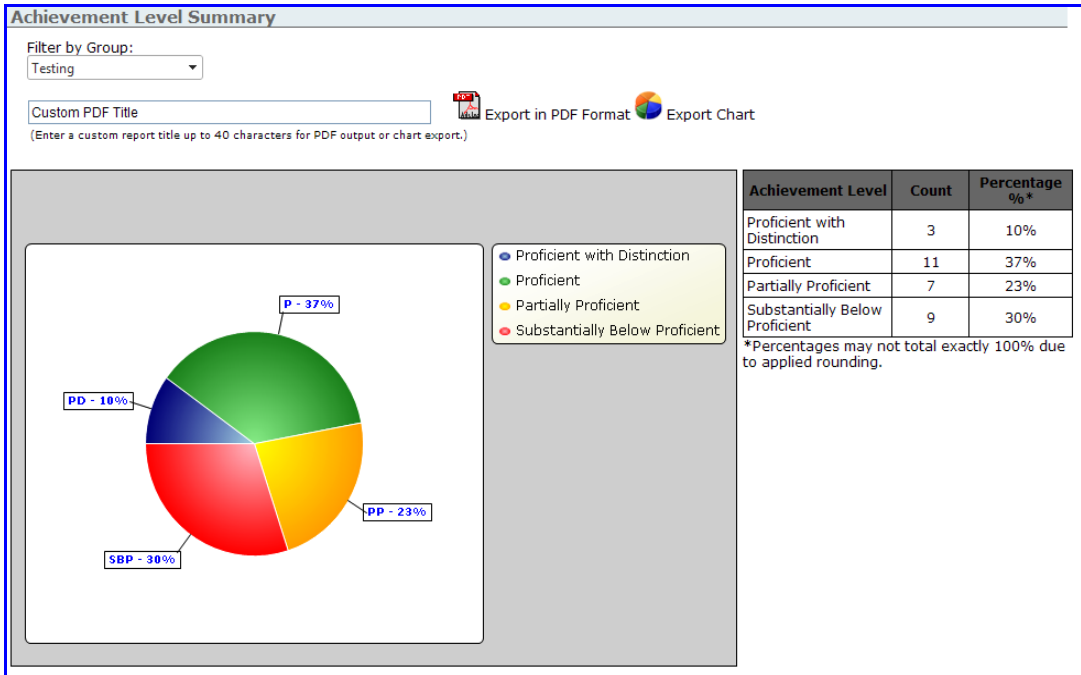 Achievement Level Summary
Filter by Group:
Testing
Custom PDF Title
Export in PDF Format
Export Chart
(Enter a custom report title up to 40 characters for PDF output or chart export.)
P - 37%
PD - 10%
PP - 23%
SBP - 30%
Proficient with Distinction
Proficient
Partially Proficient
Substantially Below Proficient
Achievement Level Count Percentage
%*
Proficient with
Distinction 3 10%
Proficient 11 37%
Partially Proficient 7 23%
Substantially Below
Proficient 9 30%
*Percentages may not total exactly 100% due
to applied rounding.